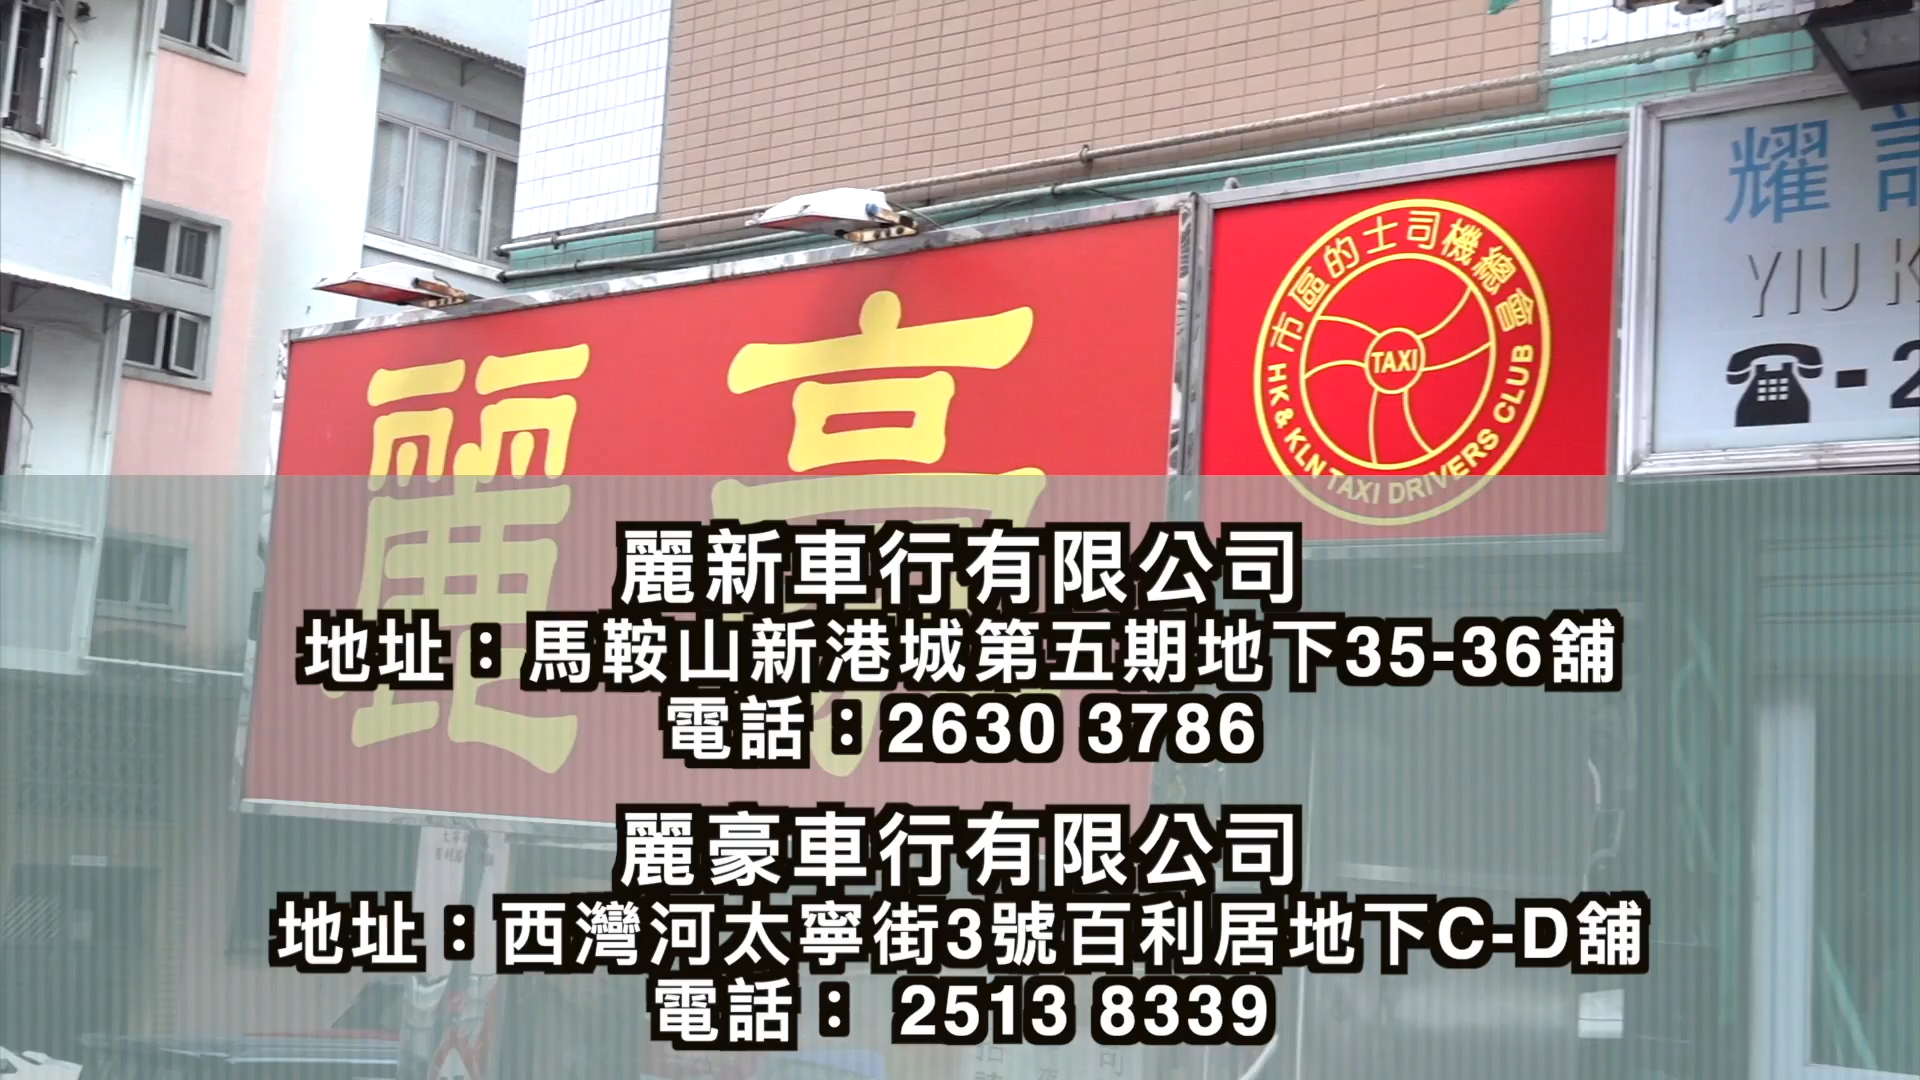 耀
YIU K
麗豪
市區的士司機總會
TAXI
HK & KLN TAXI DRIVERS CLUB
麗新車行有限公司
地址：馬鞍山新港城第五期地下35-36舖
電話：2630 3786
麗豪車行有限公司
地址：西灣河太寧街3號百利居地下C-D舖
電話： 2513 8339